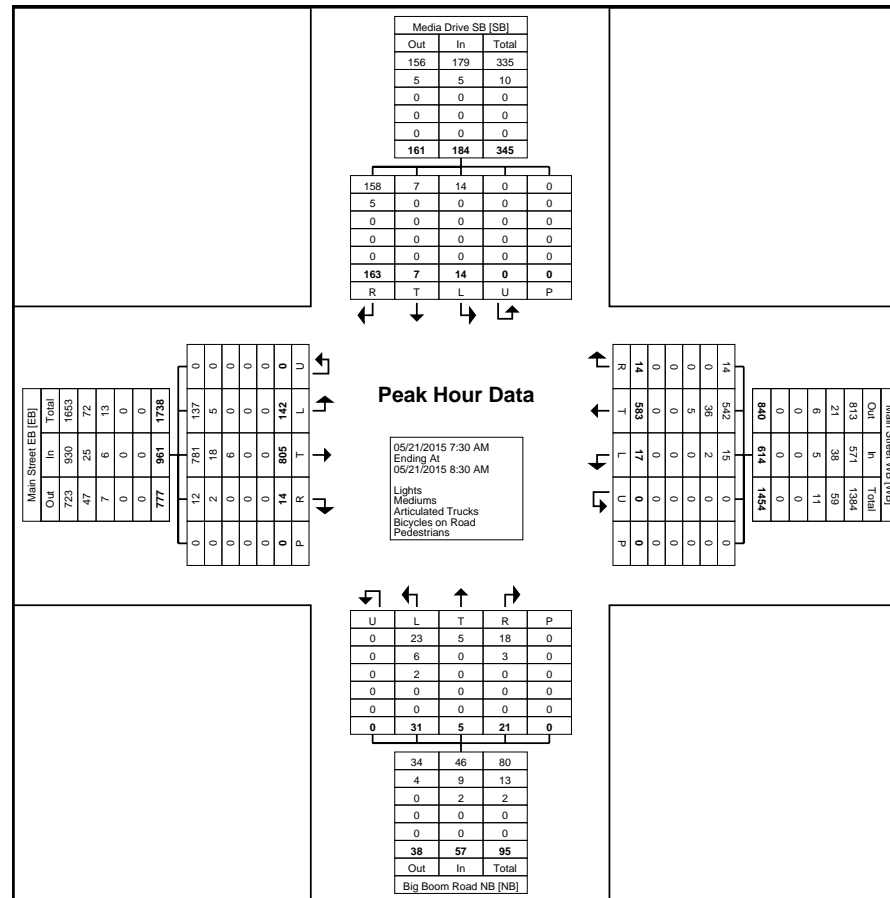 Media Drive SB [SB]
Out In Total
156 179 335
5 5 10
0 0 0
0 0 0
0 0 0
161 184 345
158 7 14 0 0
5 0 0 0 0
0 0 0 0 0
0 0 0 0 0
0 0 0 0 0
163 7 14 0 0
R T L U P
Main Street EB [EB]
Total 1653 72 13 0 0 1738
In 930 25 6 0 0 961
Out 723 47 7 0 0 777
0 0 0 0 0 0 U
137 5 0 0 0 142 L
781 18 6 0 0 805 T
12 2 0 0 0 14 R
0 0 0 0 0 0 P
Peak Hour Data
05/21/2015 7:30 AM
Ending At
05/21/2015 8:30 AM
Lights
Mediums
Articulated Trucks
Bicycles on Road
Pedestrians
R 14 0 0 0 0 14
T 583 0 0 5 36 542
L 17 0 0 0 2 15
U 0 0 0 0 0 0
P 0 0 0 0 0 0
840 0 0 6 21 813 Out
614 0 0 5 38 571 In
1454 0 0 11 59 1384 Total
Main Street WB [WB]
U L T R P
0 23 5 18 0
0 6 0 3 0
0 2 0 0 0
0 0 0 0 0
0 0 0 0 0
0 31 5 21 0
34 46 80
4 9 13
0 2 2
0 0 0
0 0 0
38 57 95
Out In Total
Big Boom Road NB [NB]